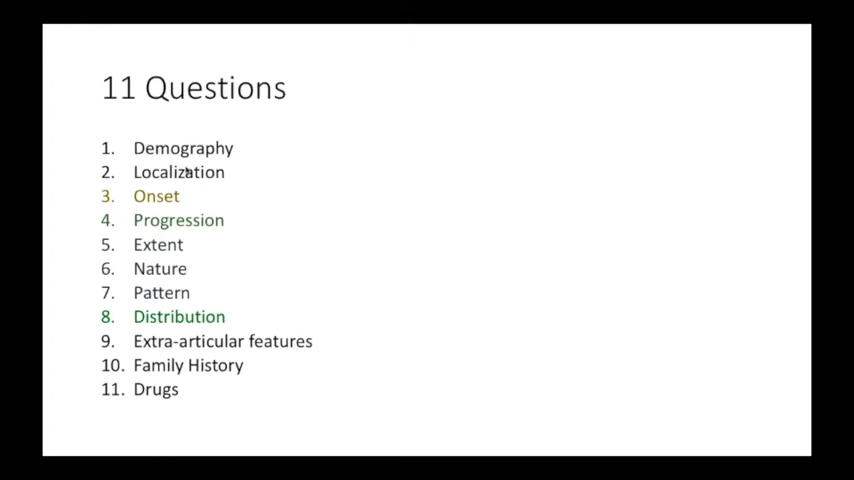 11 Questions
1. Demography
2. Localization
3. Onset
4. Progression
5. Extent
6. Nature
7. Pattern
8. Distribution
9. Extra-articular features
10. Family History
11. Drugs